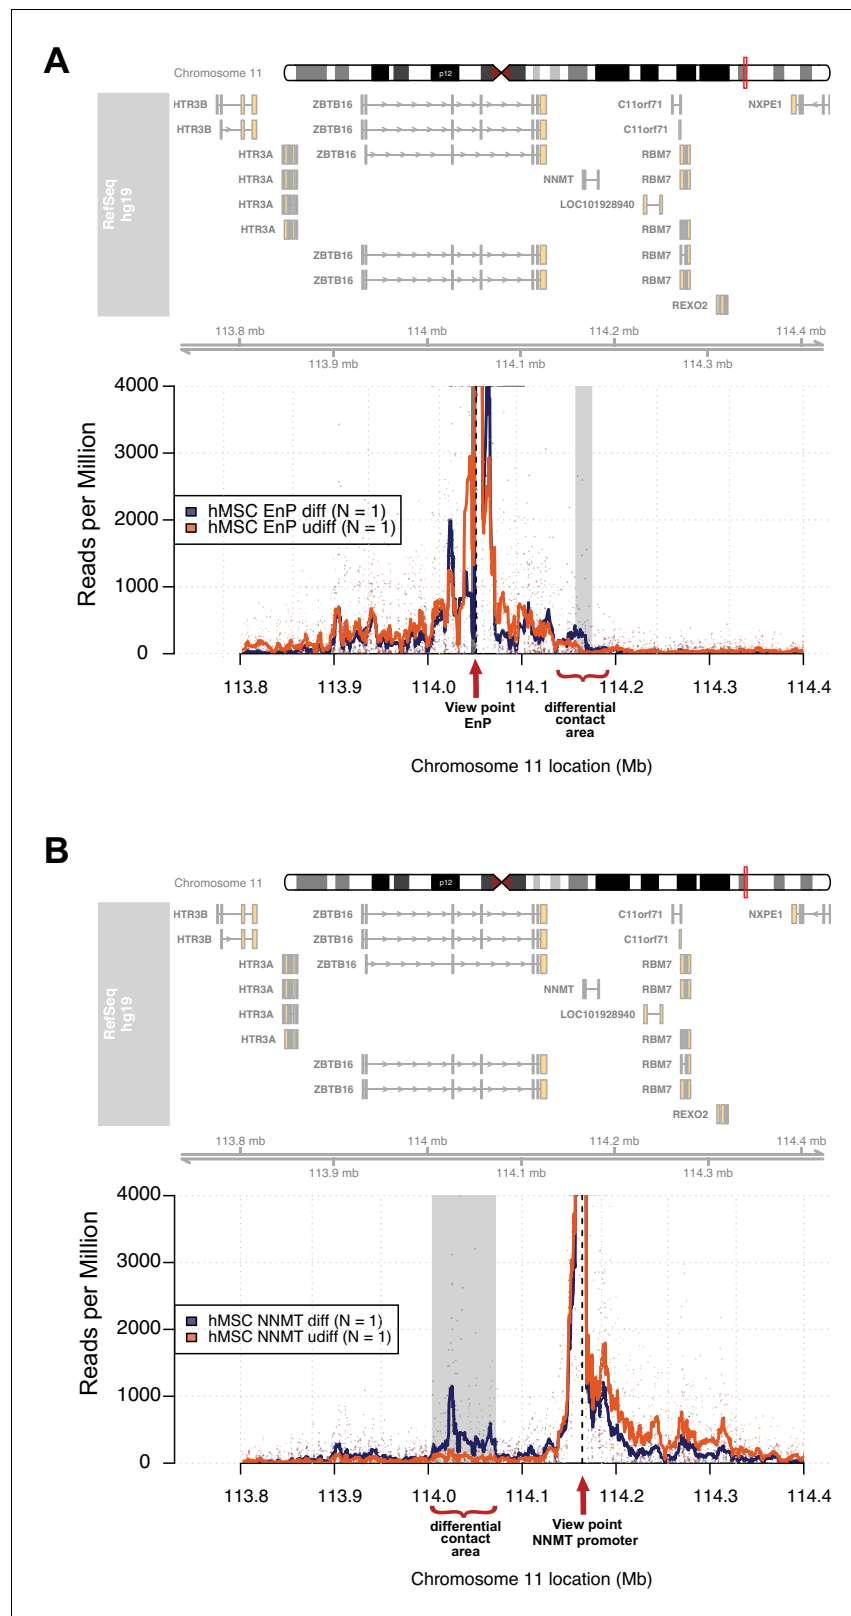 A
Chromosome 11
p12
HTR3B ZBTB16 C11orf71 NXPE1
HTR3B ZBTB16 C11orf71
HTR3A ZBTB16 RBM7
HTR3A NNMT RBM7
HTR3A LOC101928940
HTR3A RBM7
ZBTB16 RBM7
ZBTB16 RBM7
REXO2
RefSeq
hg19
113.8 mb 114 mb 114.2 mb 114.4 mb
113.9 mb 114.1 mb 114.3 mb
Reads per Million
4000
3000
2000
1000
0
hMSC EnP diff (N = 1)
hMSC EnP udiff (N = 1)
113.8 113.9 114.0 114.1 114.2 114.3 114.4
View point
EnP
differential
contact
area
Chromosome 11 location (Mb)
B
Chromosome 11
p12
HTR3B ZBTB16 C11orf71 NXPE1
HTR3B ZBTB16 C11orf71
HTR3A ZBTB16 RBM7
HTR3A NNMT RBM7
HTR3A LOC101928940
HTR3A RBM7
ZBTB16 RBM7
ZBTB16 RBM7
REXO2
RefSeq
hg19
113.8 mb 114 mb 114.2 mb 114.4 mb
113.9 mb 114.1 mb 114.3 mb
Reads per Million
4000
3000
2000
1000
0
hMSC NNMT diff (N = 1)
hMSC NNMT udiff (N = 1)
113.8 113.9 114.0 114.1 114.2 114.3 114.4
differential
contact
area
View point
NNMT promoter
Chromosome 11 location (Mb)